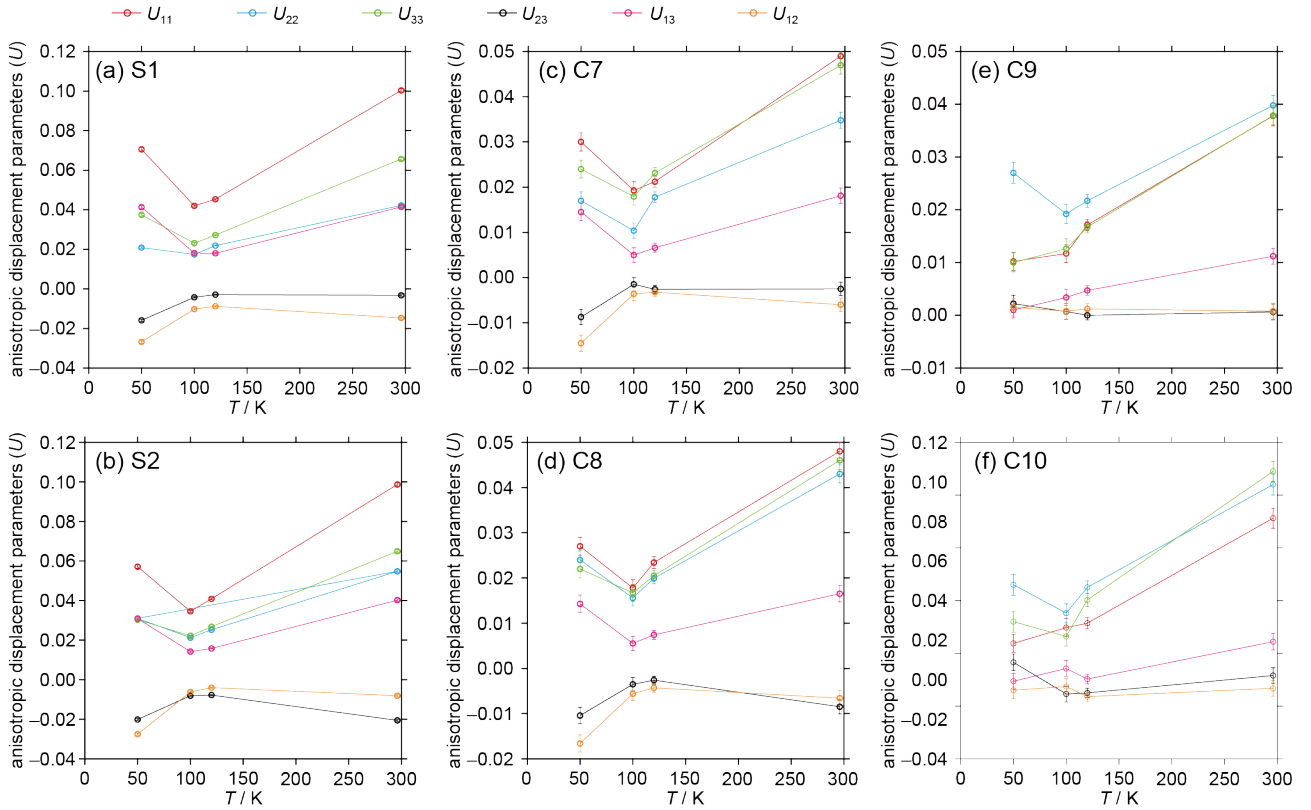 U11 U22 U33 U23 U13 U12
anisotropic displacement parameters (U)
0.12
0.10
0.08
0.06
0.04
0.02
0.00
–0.02
–0.04
(a) S1
0 50 100 150 200 250 300
T / K
anisotropic displacement parameters (U)
0.05
0.04
0.03
0.02
0.01
0.00
–0.01
–0.02
(c) C7
0 50 100 150 200 250 300
T / K
anisotropic displacement parameters (U)
0.05
0.04
0.03
0.02
0.01
0.00
–0.01
(e) C9
0 50 100 150 200 250 300
T / K
anisotropic displacement parameters (U)
0.12
0.10
0.08
0.06
0.04
0.02
0.00
–0.02
–0.04
(b) S2
0 50 100 150 200 250 300
T / K
anisotropic displacement parameters (U)
0.05
0.04
0.03
0.02
0.01
0.00
–0.01
–0.02
(d) C8
0 50 100 150 200 250 300
T / K
anisotropic displacement parameters (U)
0.12
0.10
0.08
0.06
0.04
0.02
0.00
–0.02
–0.04
(f) C10
0 50 100 150 200 250 300
T / K